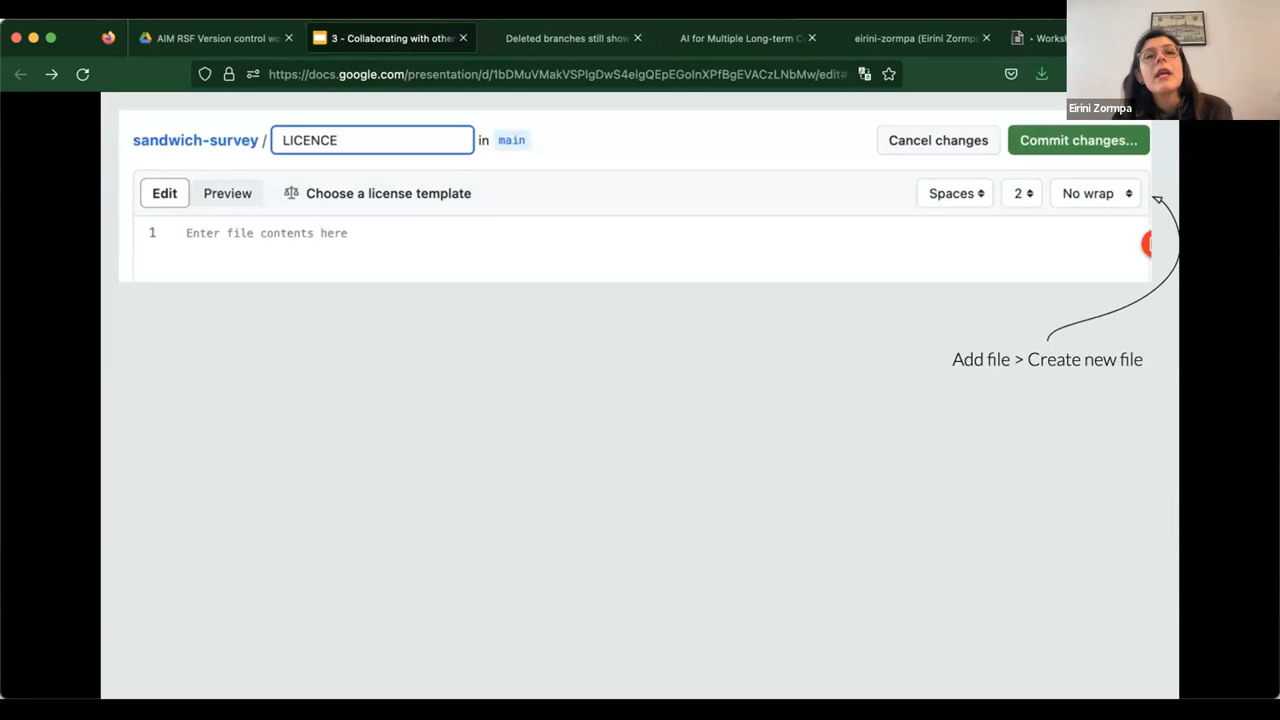 AIM RSF Version control wo
3 - Collaborating with othe
Deleted branches still show
AI for Multiple Long-term C
eirini-zormpa (Eirini Zormp
• Worksh
https://docs.google.com/presentation/d/1bDMuVMakVSPlgDwS4elgQEpEGoInXPfBgEVACzLNbMw/edit#
Eirini Zormpa
sandwich-survey / LICENCE in main
Cancel changes
Commit changes...
Edit
Preview
Choose a license template
Spaces
2
No wrap
1 Enter file contents here
Add file > Create new file